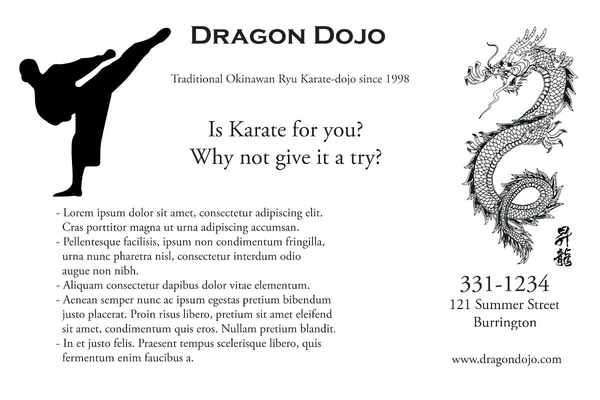 DRAGON DOJO
Traditional Okinawan Ryu Karate-dojo since 1998
Is Karate for you?
Why not give it a try?
- Lorem ipsum dolor sit amet, consectetur adipiscing elit.
Cras porttitor magna ut urna adipiscing accumsan.
- Pellentesque facilisis, ipsum non condimentum fringilla,
urna nunc pharetra nisl, consectetur interdum odio
augue non nibh.
- Aliquam consectetur dapibus dolor vitae elementum.
- Aenean semper nunc ac ipsum egestas pretium bibendum
justo placerat. Proin risus libero, pretium sit amet eleifend
sit amet, condimentum quis eros. Nullam pretium blandit.
- In et justo felis. Praesent tempus scelerisque libero, quis
fermentum enim faucibus a.
昇
龍
331-1234
121 Summer Street
Burrington
www.dragondojo.com